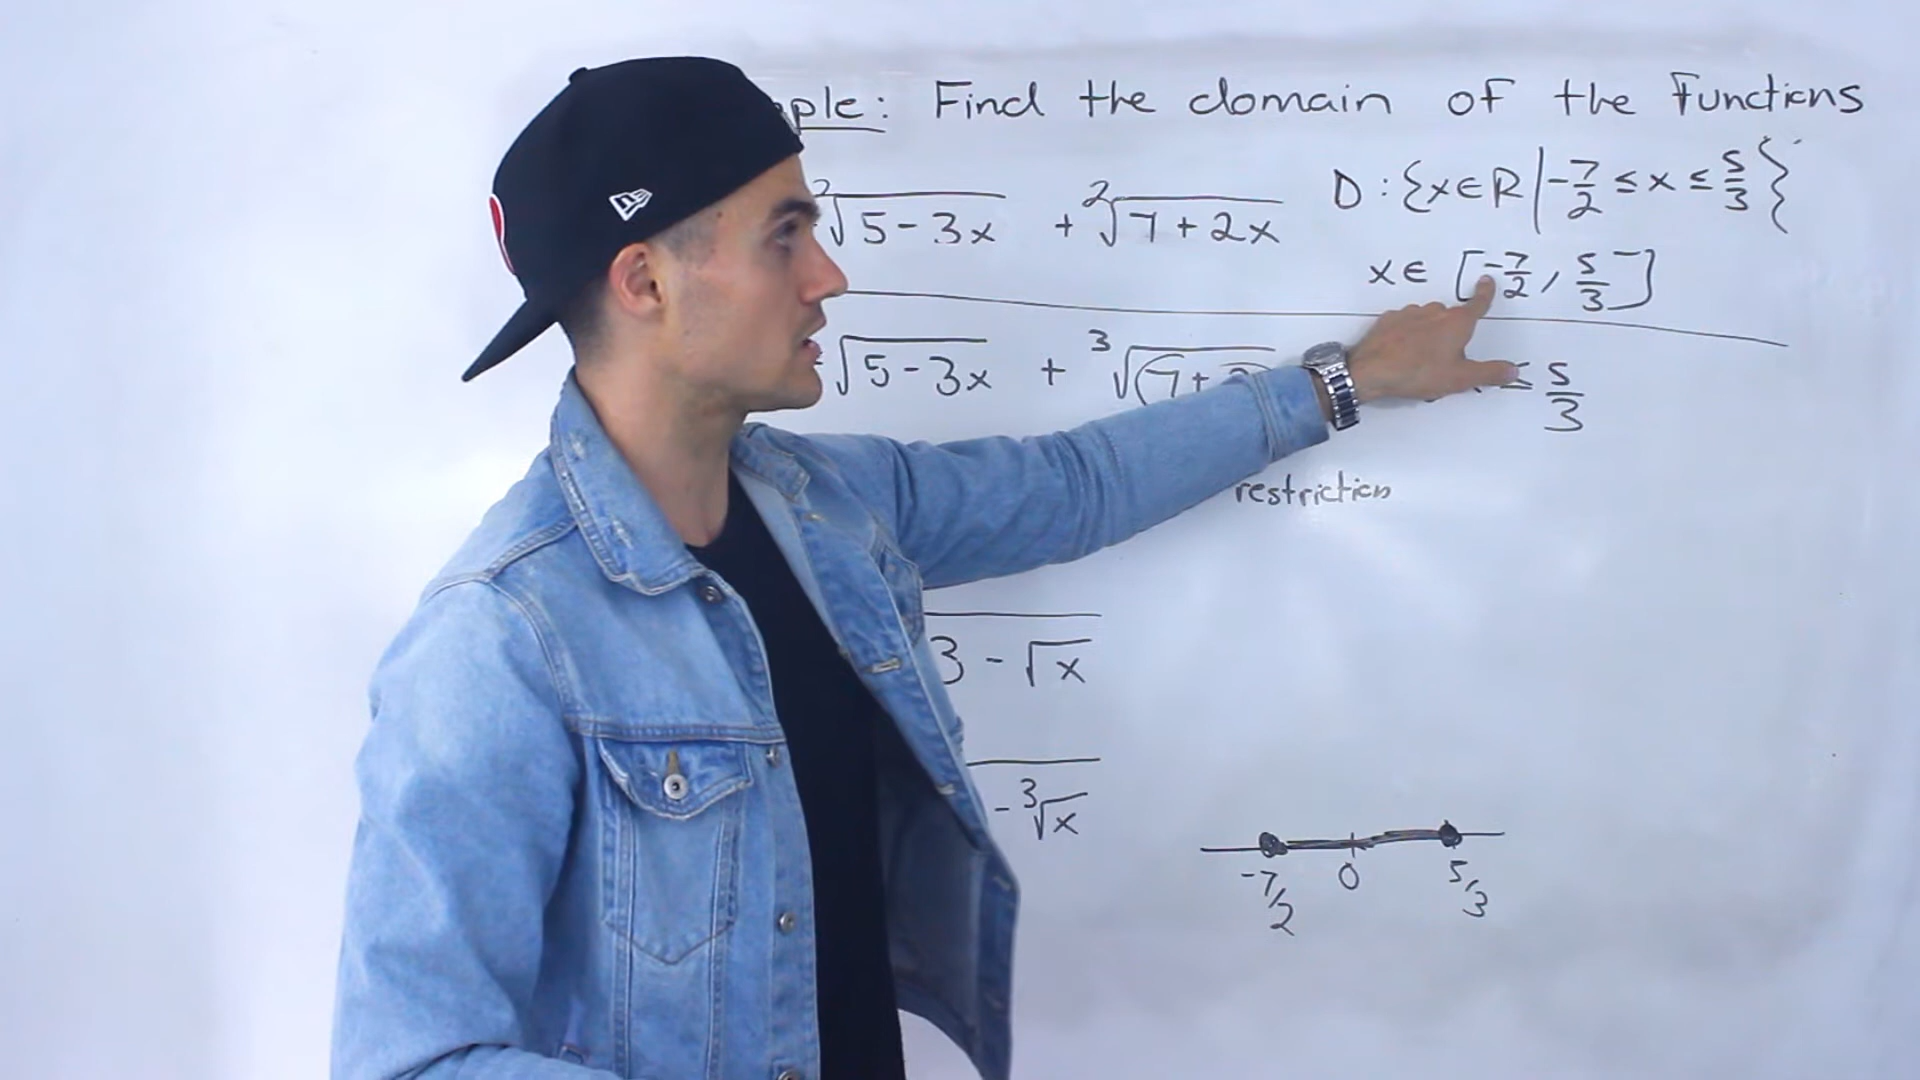 ple: Find the domain of the functions
²√5-3x + ²√7+2x D:{x∈R|-7/2≤x≤5/3}
x∈[-7/2, 5/3]
√5-3x + ³√(7+ ≤ 5/3
restriction
3-√x
-³√x
-7/2 0 5/3